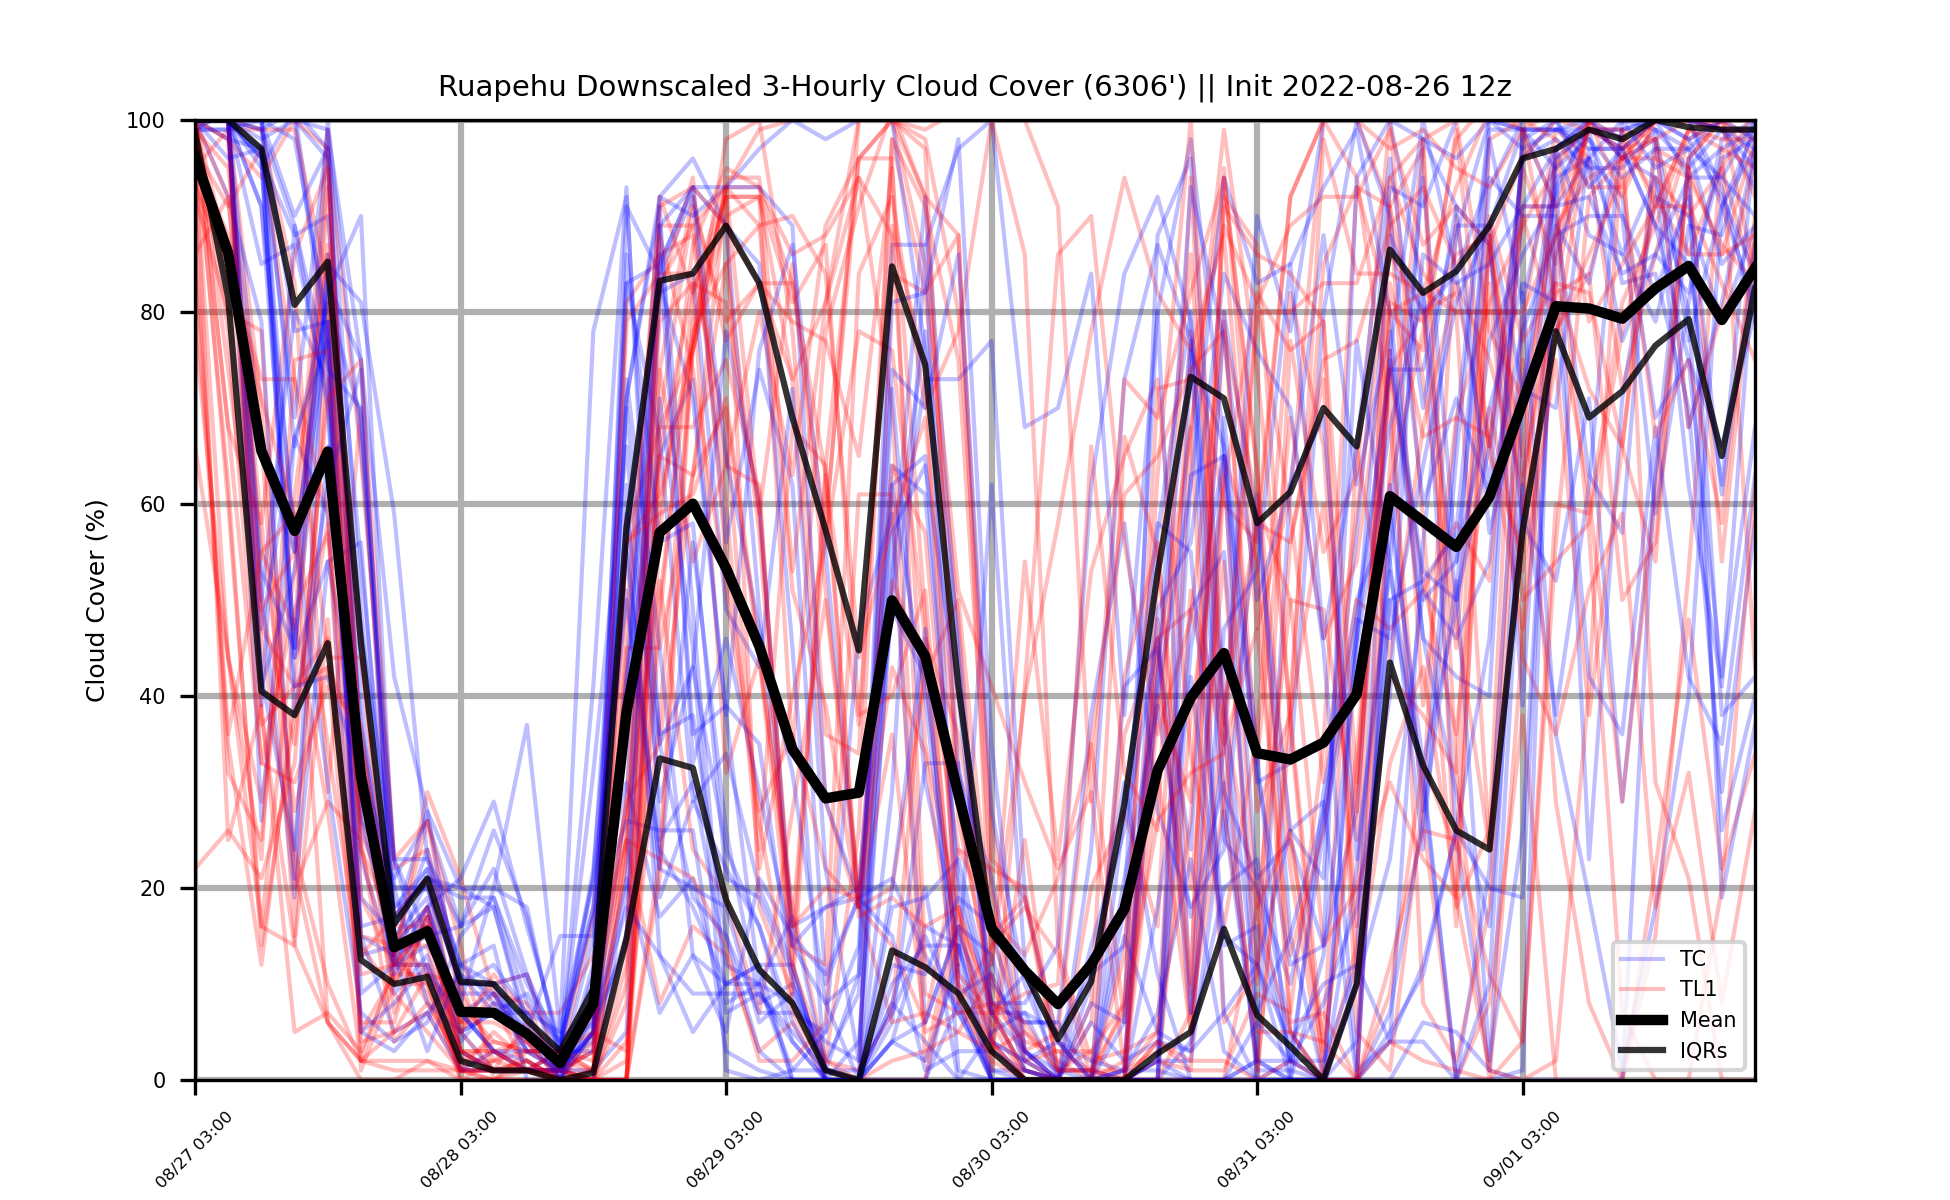 Ruapehu Downscaled 3-Hourly Cloud Cover (6306') || Init 2022-08-26 12z
Cloud Cover (%)
100
80
60
40
20
0
08/27 03:00
08/28 03:00
08/29 03:00
08/30 03:00
08/31 03:00
09/01 03:00
TC
TL1
Mean
IQRs